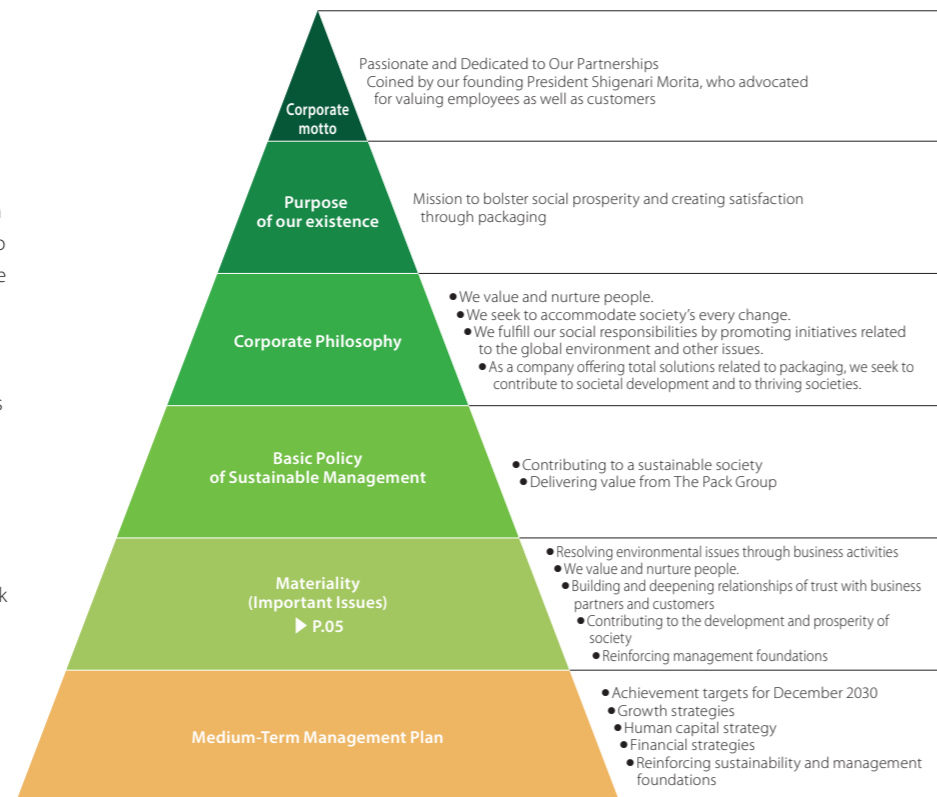 Passionate and Dedicated to Our Partnerships
Coined by our founding President Shigenari Morita, who advocated
for valuing employees as well as customers
Corporate
motto
Purpose
of our existence
Mission to bolster social prosperity and creating satisfaction
through packaging
Corporate Philosophy
●We value and nurture people.
●We seek to accommodate society's every change.
●We fulfill our social responsibilities by promoting initiatives related
to the global environment and other issues.
●As a company offering total solutions related to packaging, we seek to
contribute to societal development and to thriving societies.
Basic Policy
of Sustainable Management
●Contributing to a sustainable society
●Delivering value from The Pack Group
Materiality
(Important Issues)
▶ P.05
●Resolving environmental issues through business activities
●We value and nurture people.
●Building and deepening relationships of trust with business
partners and customers
●Contributing to the development and prosperity of
society
●Reinforcing management foundations
Medium-Term Management Plan
●Achievement targets for December 2030
●Growth strategies
●Human capital strategy
●Financial strategies
●Reinforcing sustainability and management
foundations